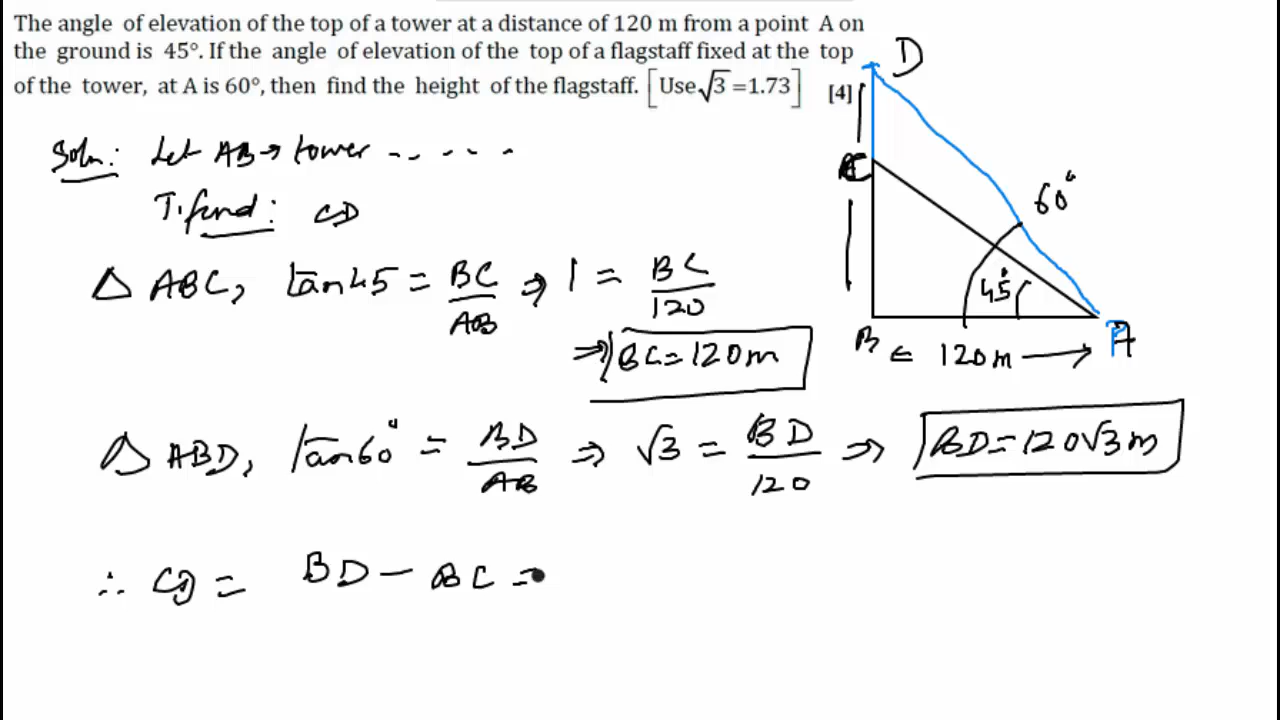 The angle of elevation of the top of a tower at a distance of 120 m from a point A on
the ground is 45°. If the angle of elevation of the top of a flagstaff fixed at the top
of the tower, at A is 60°, then find the height of the flagstaff. [Use √3 = 1.73] [4]
Soln: Let AB → tower - - - - - -
T. find: CD
△ ABC, tan45 = BC/AB ⇒ 1 = BC/120
⇒ BC = 120m
△ ABD, tan60° = BD/AB ⇒ √3 = BD/120 ⇒ BD = 120√3 m
∴ CD = BD - BC =
D
C
60°
45°
B ← 120m → A